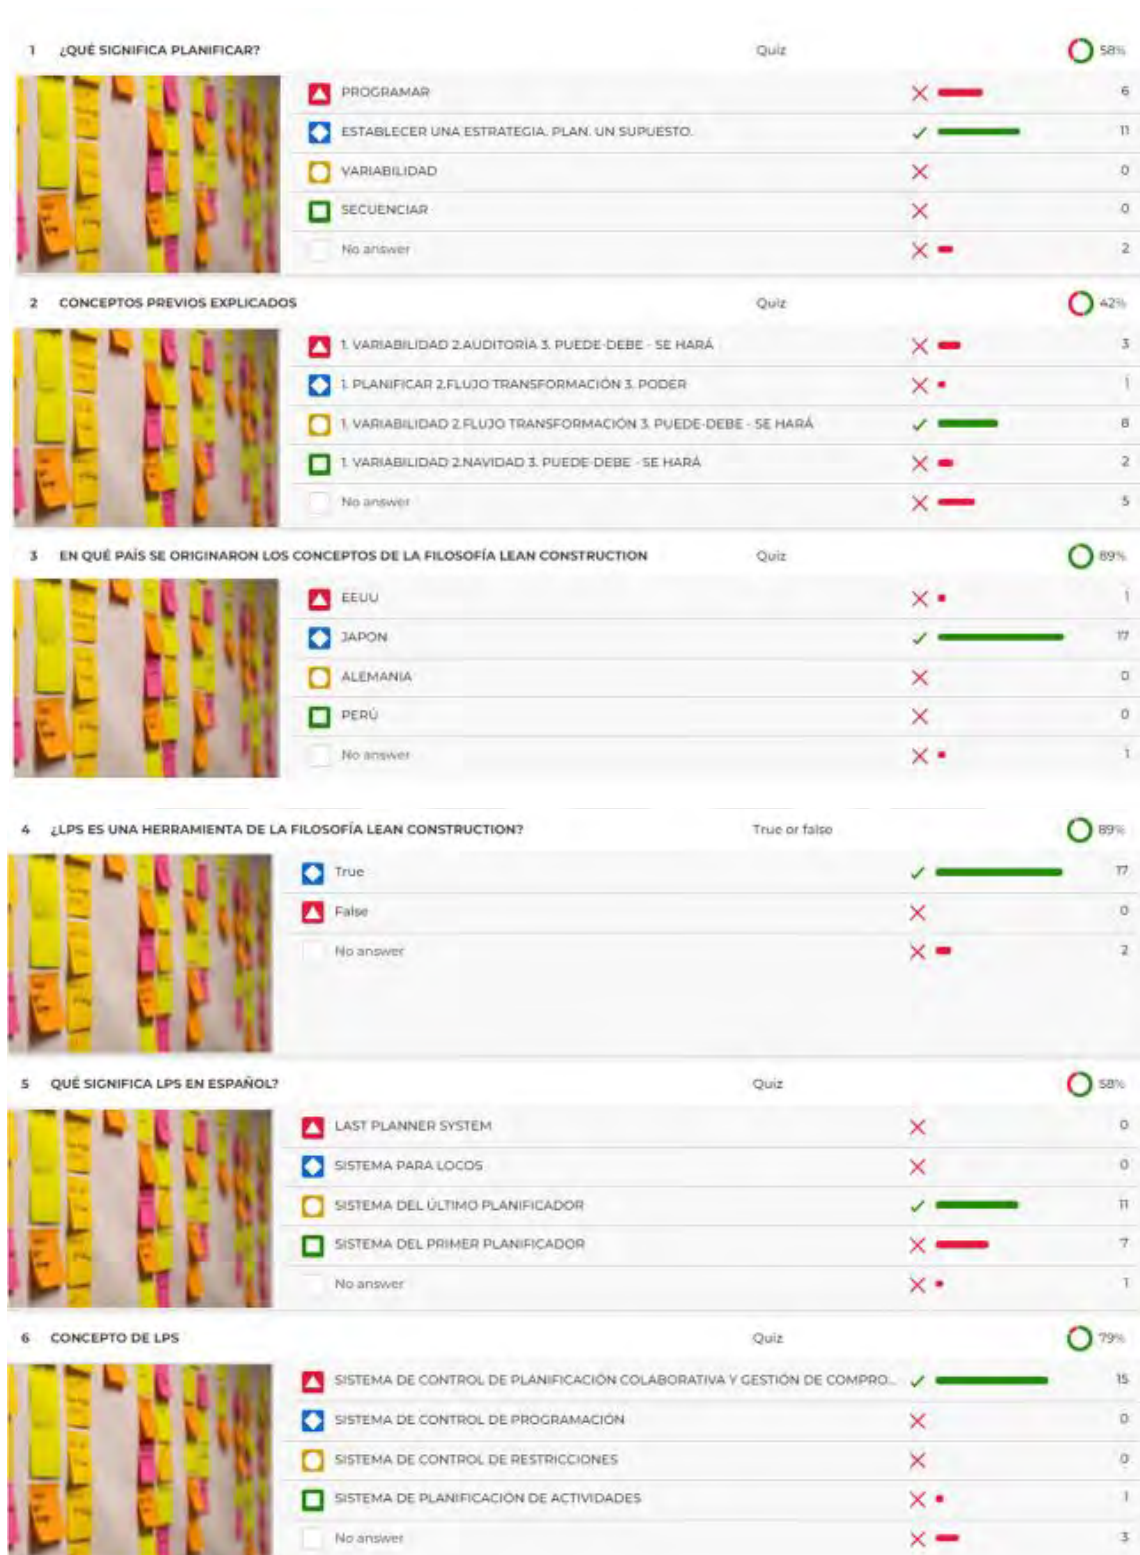 1 ¿QUÉ SIGNIFICA PLANIFICAR? Quiz 58%
PROGRAMAR 6
ESTABLECER UNA ESTRATEGIA. PLAN. UN SUPUESTO. 11
VARIABILIDAD 0
SECUENCIAR 0
No answer 2
2 CONCEPTOS PREVIOS EXPLICADOS Quiz 42%
1. VARIABILIDAD 2.AUDITORÍA 3. PUEDE-DEBE - SE HARÁ 3
1. PLANIFICAR 2.FLUJO TRANSFORMACIÓN 3. PODER 1
1. VARIABILIDAD 2.FLUJO TRANSFORMACIÓN 3. PUEDE-DEBE - SE HARÁ 8
1. VARIABILIDAD 2.NAVIDAD 3. PUEDE-DEBE - SE HARÁ 2
No answer 5
3 EN QUÉ PAÍS SE ORIGINARON LOS CONCEPTOS DE LA FILOSOFÍA LEAN CONSTRUCTION Quiz 89%
EEUU 1
JAPON 17
ALEMANIA 0
PERÚ 0
No answer 1
4 ¿LPS ES UNA HERRAMIENTA DE LA FILOSOFÍA LEAN CONSTRUCTION? True or false 89%
True 17
False 0
No answer 2
5 QUÉ SIGNIFICA LPS EN ESPAÑOL? Quiz 58%
LAST PLANNER SYSTEM 0
SISTEMA PARA LOCOS 0
SISTEMA DEL ÚLTIMO PLANIFICADOR 11
SISTEMA DEL PRIMER PLANIFICADOR 7
No answer 1
6 CONCEPTO DE LPS Quiz 79%
SISTEMA DE CONTROL DE PLANIFICACIÓN COLABORATIVA Y GESTIÓN DE COMPRO... 15
SISTEMA DE CONTROL DE PROGRAMACIÓN 0
SISTEMA DE CONTROL DE RESTRICCIONES 0
SISTEMA DE PLANIFICACIÓN DE ACTIVIDADES 1
No answer 3